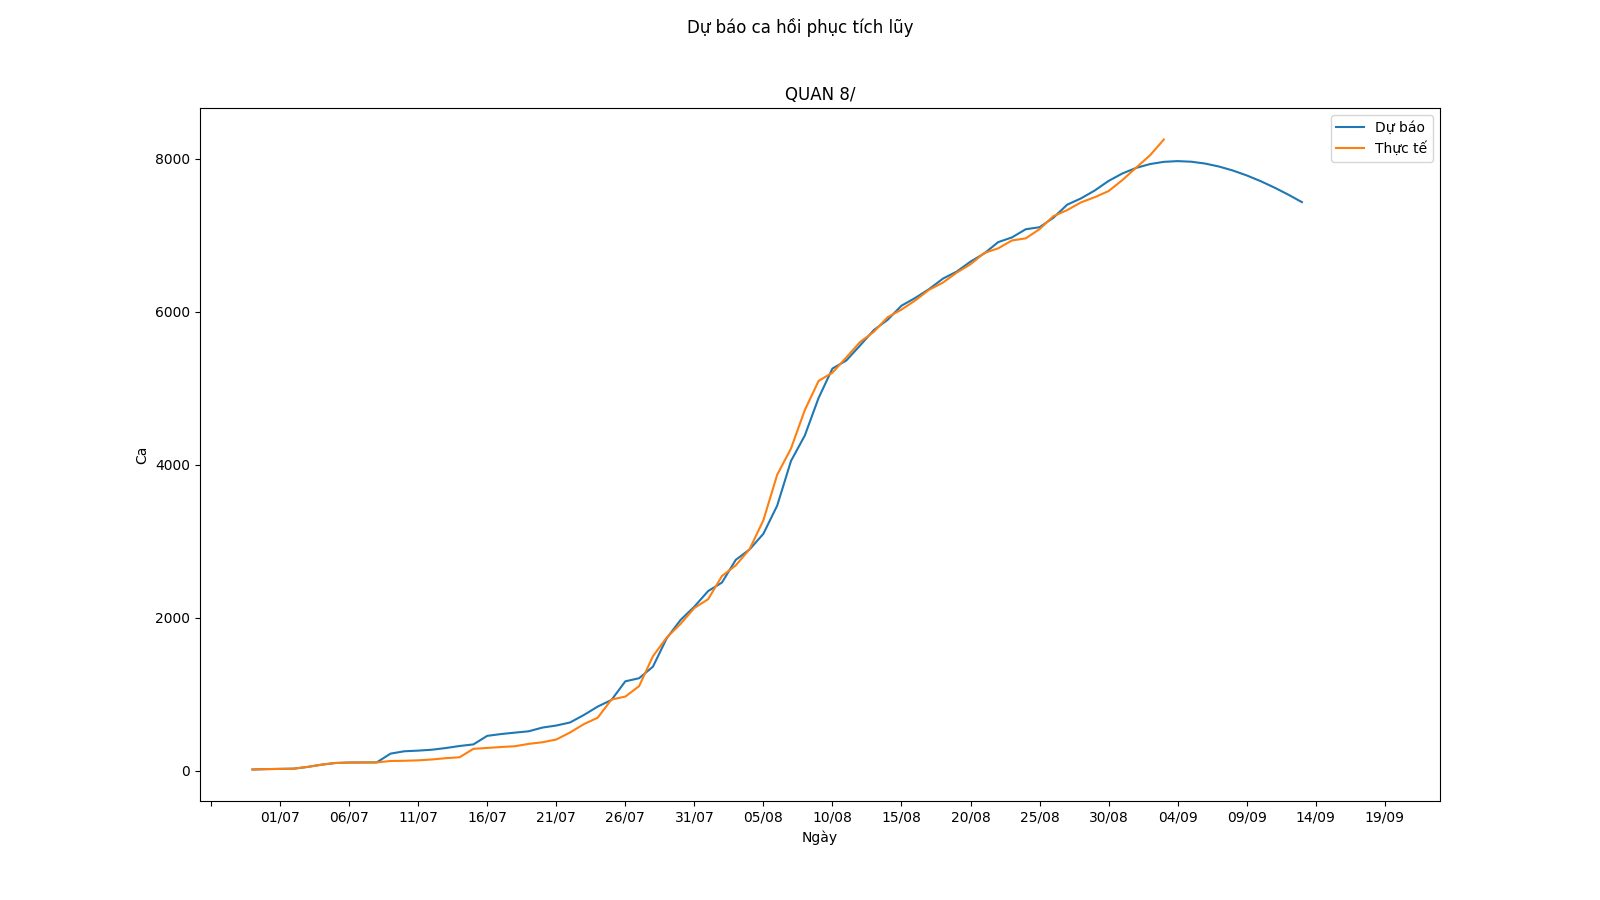 Dự báo ca hồi phục tích lũy
QUAN 8/
Dự báo
Thực tế
8000
6000
4000
2000
0
Ca
01/07 06/07 11/07 16/07 21/07 26/07 31/07 05/08 10/08 15/08 20/08 25/08 30/08 04/09 09/09 14/09 19/09
Ngày